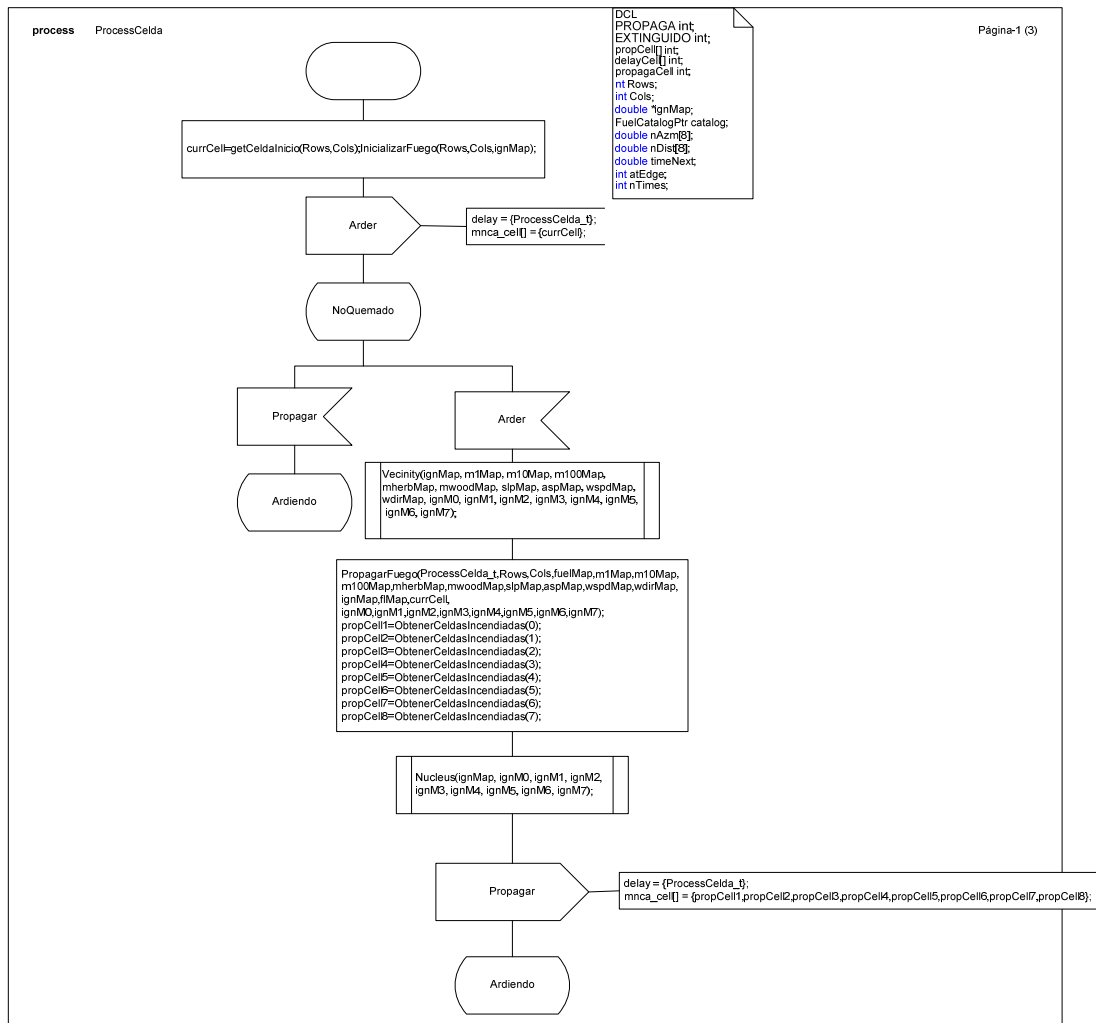 process ProcessCelda
Página-1 (3)
DCL
PROPAGA int;
EXTINGUIDO int;
propCell[] int;
delayCell[] int;
propagaCell int;
nt Rows;
int Cols;
double *ignMap;
FuelCatalogPtr catalog;
double nAzm[8];
double nDist[8];
double timeNext;
int atEdge;
int nTimes;
currCell=getCeldaInicio(Rows,Cols);InicializarFuego(Rows,Cols,ignMap);
Arder
delay = {ProcessCelda_t};
mnca_cell[] = {currCell};
NoQuemado
Propagar
Arder
Ardiendo
Vecinity(ignMap, m1Map, m10Map, m100Map,
mherbMap, mwoodMap, slpMap, aspMap, wspdMap,
wdirMap, ignM0, ignM1, ignM2, ignM3, ignM4, ignM5,
ignM6, ignM7);
PropagarFuego(ProcessCelda_t,Rows,Cols,fuelMap,m1Map,m10Map,
m100Map,mherbMap,mwoodMap,slpMap,aspMap,wspdMap,wdirMap,
ignMap,flMap,currCell,
ignM0,ignM1,ignM2,ignM3,ignM4,ignM5,ignM6,ignM7);
propCell1=ObtenerCeldasIncendiadas(0);
propCell2=ObtenerCeldasIncendiadas(1);
propCell3=ObtenerCeldasIncendiadas(2);
propCell4=ObtenerCeldasIncendiadas(3);
propCell5=ObtenerCeldasIncendiadas(4);
propCell6=ObtenerCeldasIncendiadas(5);
propCell7=ObtenerCeldasIncendiadas(6);
propCell8=ObtenerCeldasIncendiadas(7);
Nucleus(ignMap, ignM0, ignM1, ignM2,
ignM3, ignM4, ignM5, ignM6, ignM7);
Propagar
delay = {ProcessCelda_t};
mnca_cell[] = {propCell1,propCell2,propCell3,propCell4,propCell5,propCell6,propCell7,propCell8};
Ardiendo